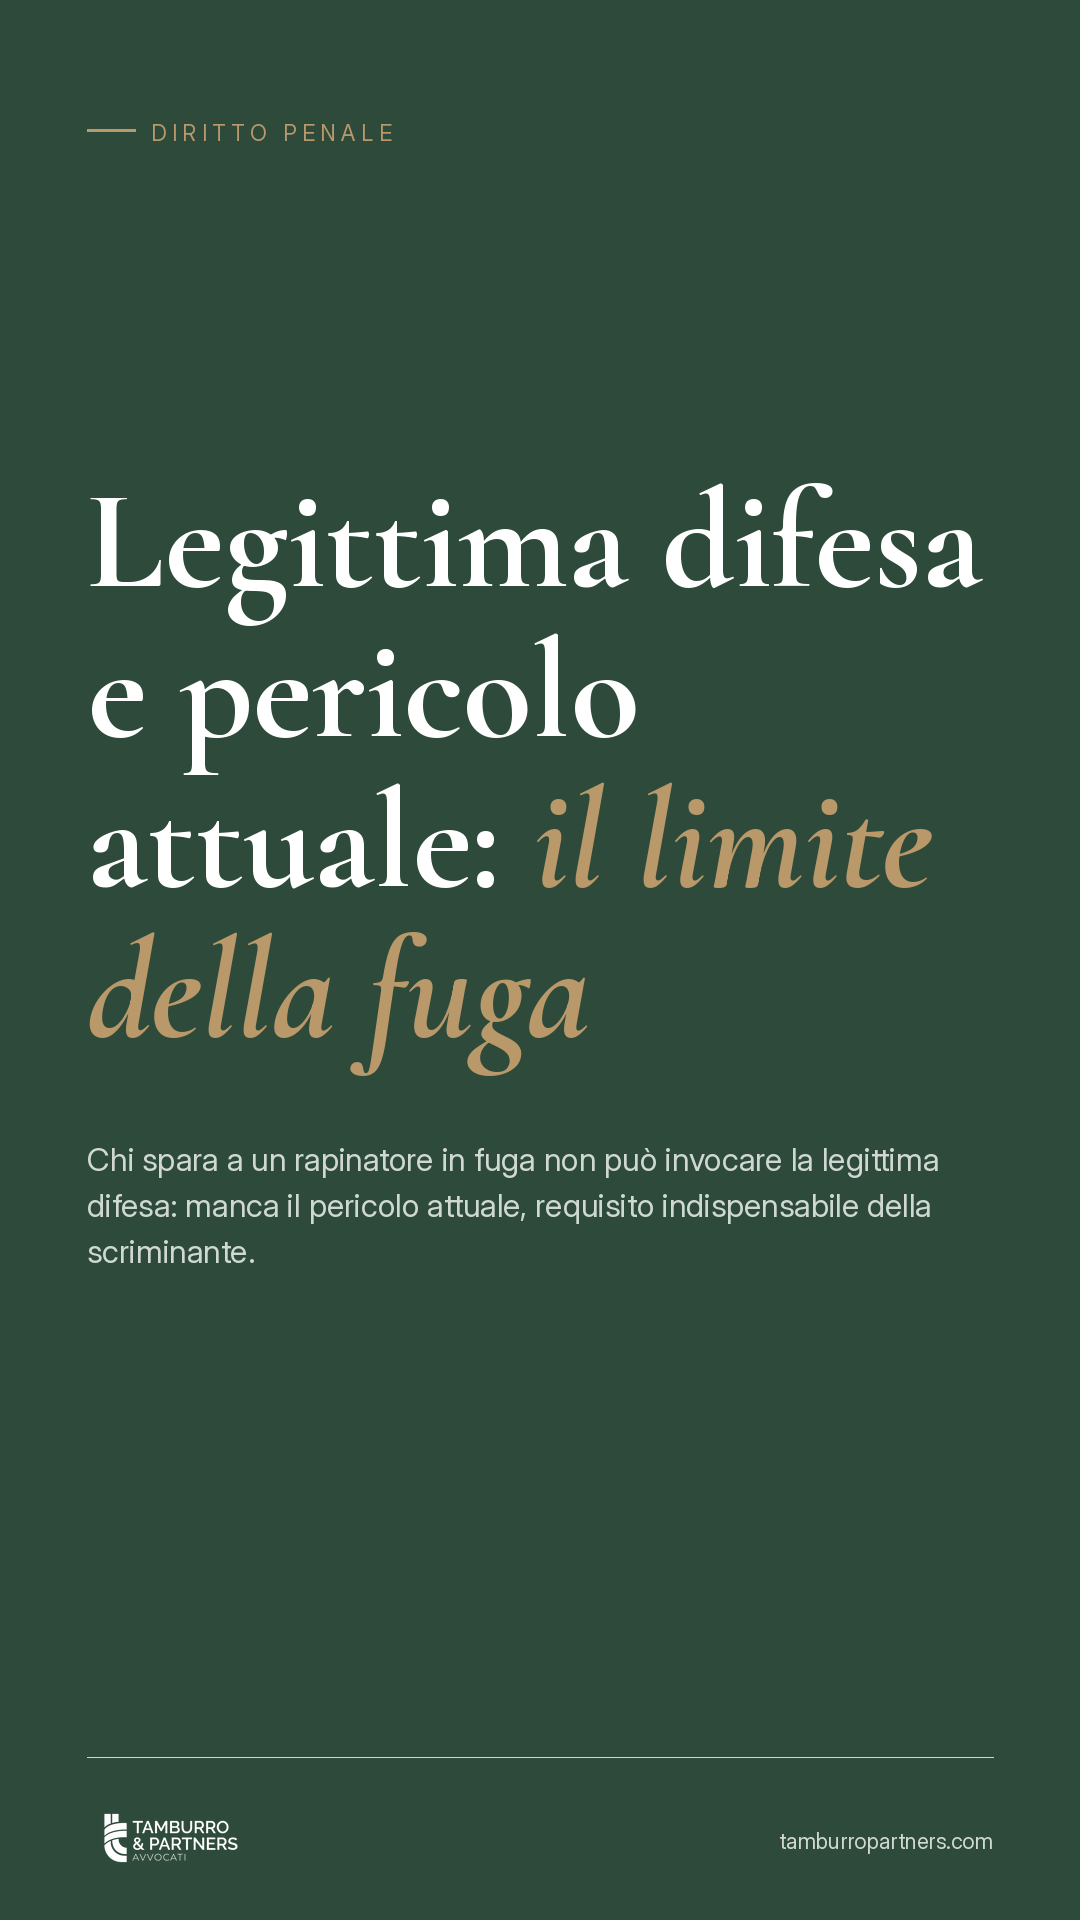 DIRITTO PENALE
Legittima difesa
e pericolo
attuale: il limite
della fuga
Chi spara a un rapinatore in fuga non può invocare la legittima
difesa: manca il pericolo attuale, requisito indispensabile della
scriminante.
TAMBURRO
& PARTNERS
AVVOCATI
tamburropartners.com